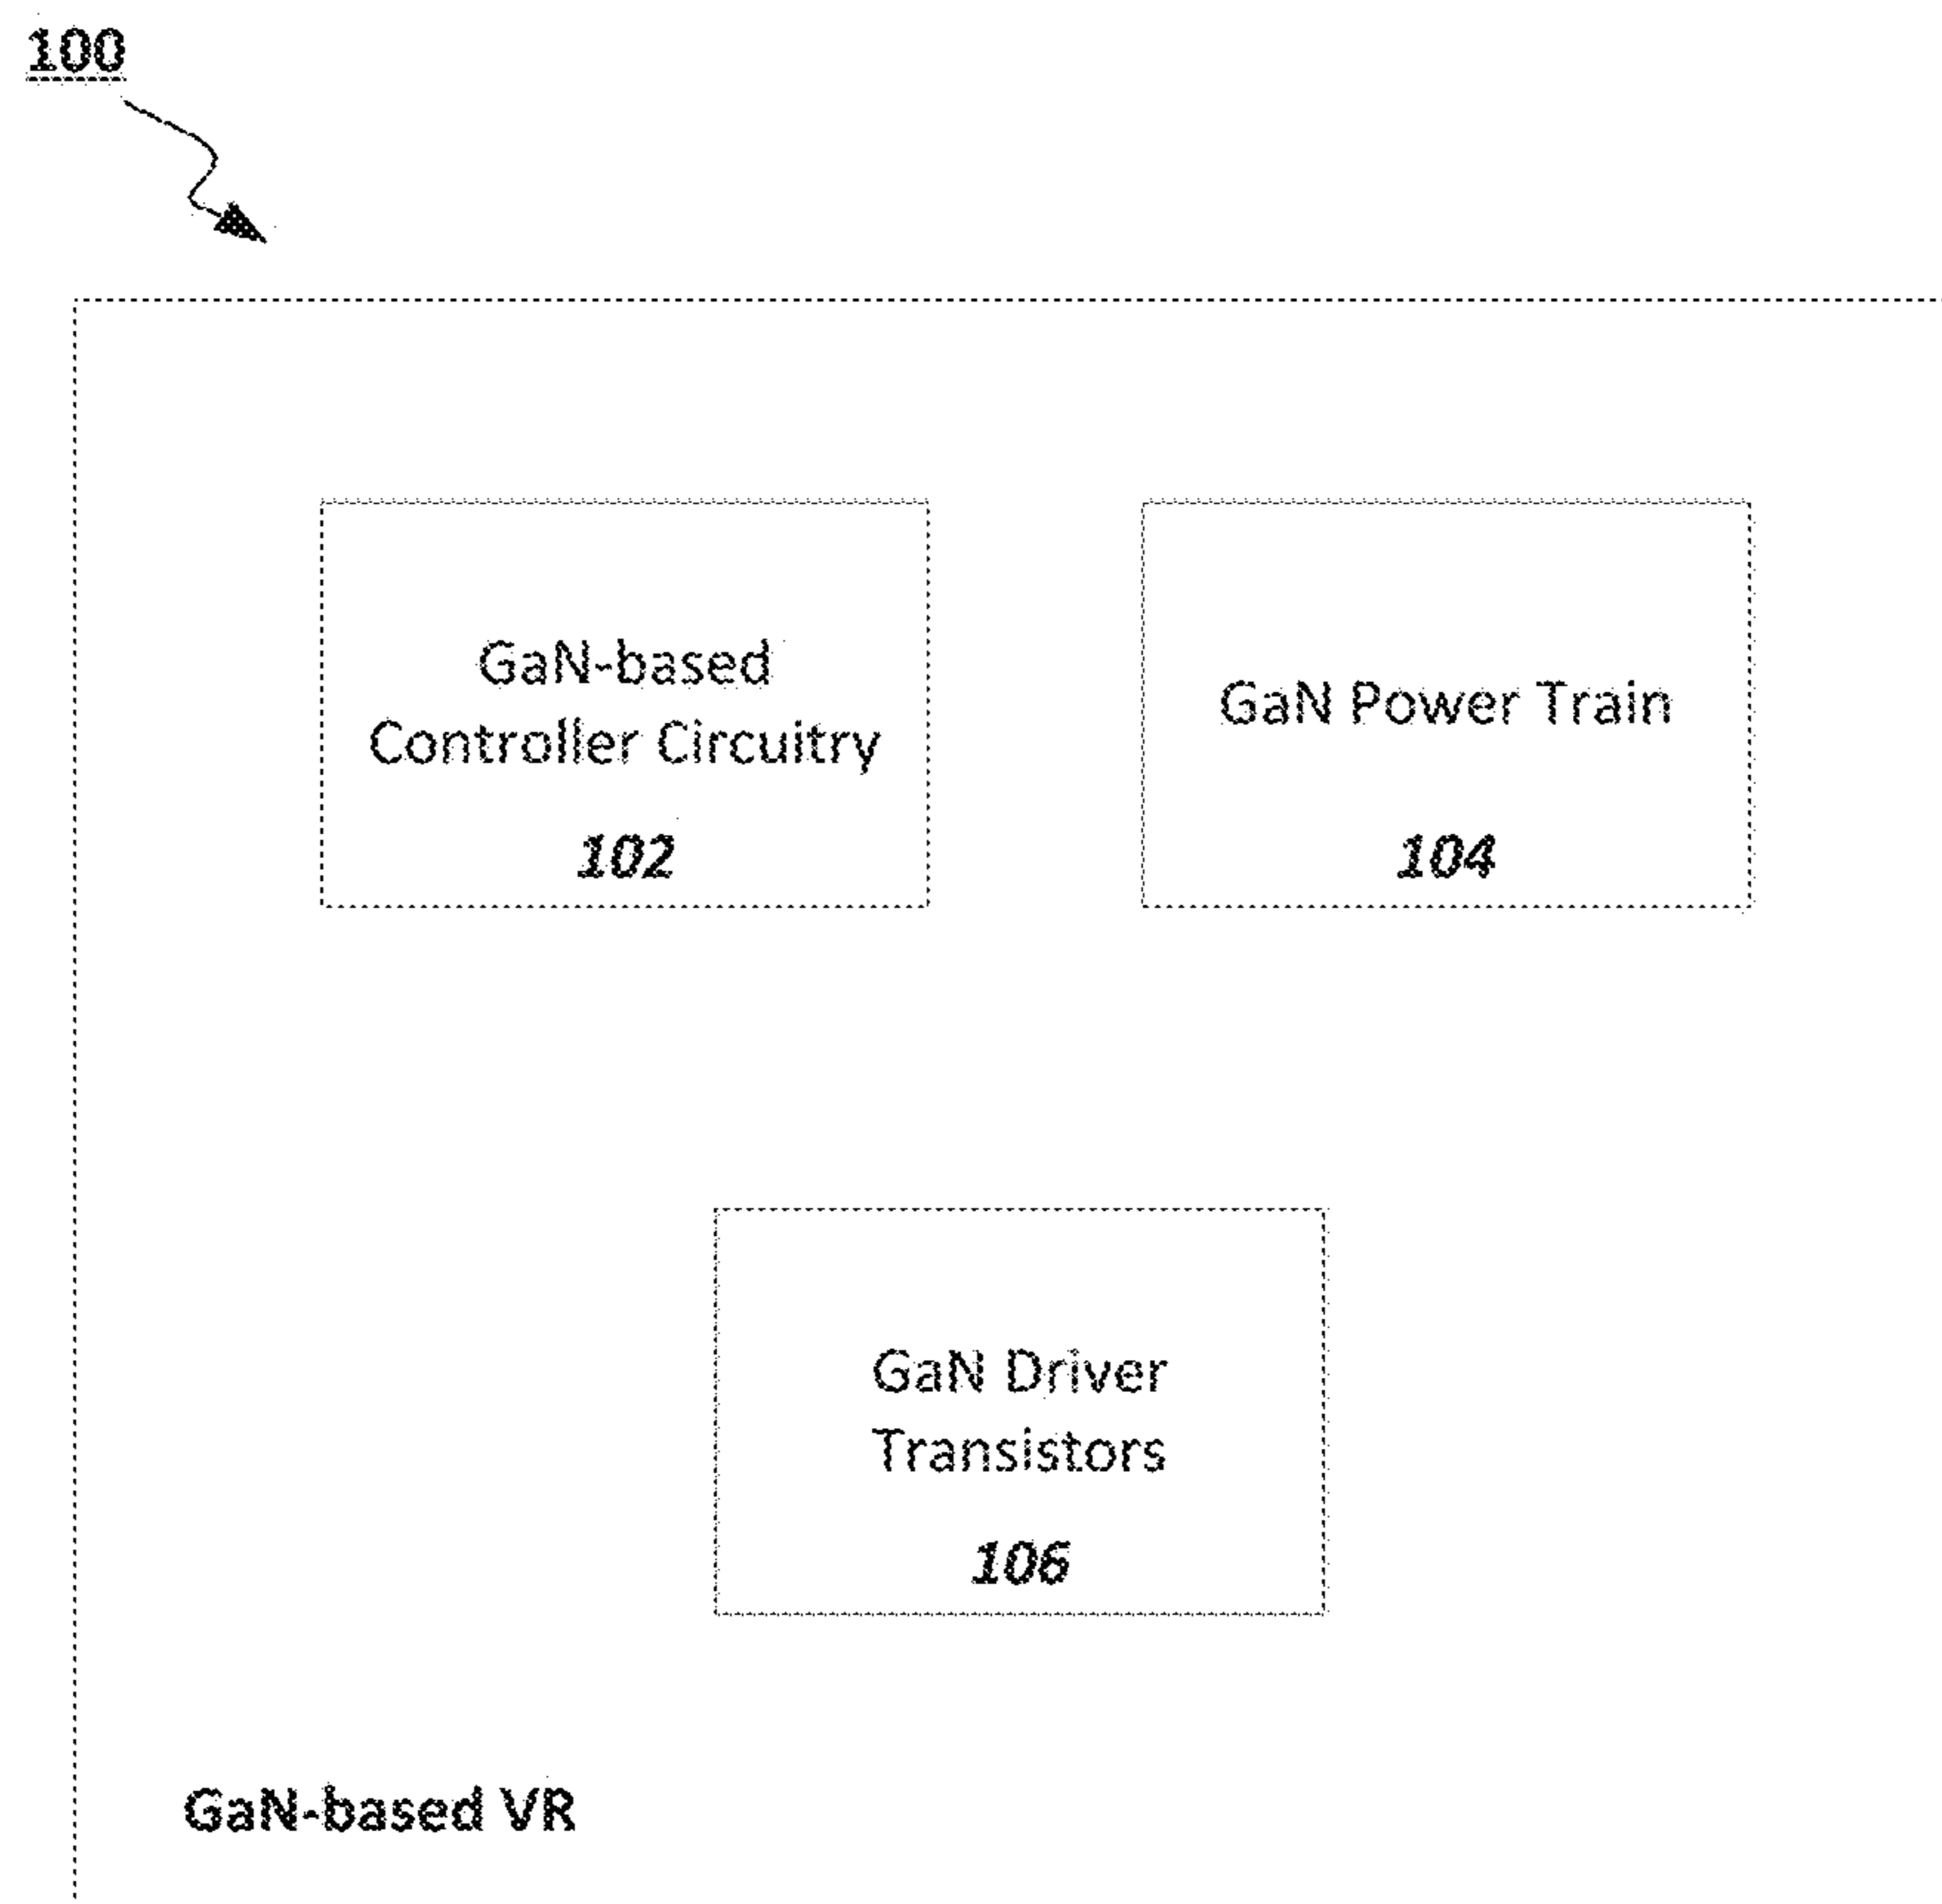 100
GaN-based
Controller Circuitry
102
GaN Power Train
104
GaN Driver
Transistors
106
GaN-based VR